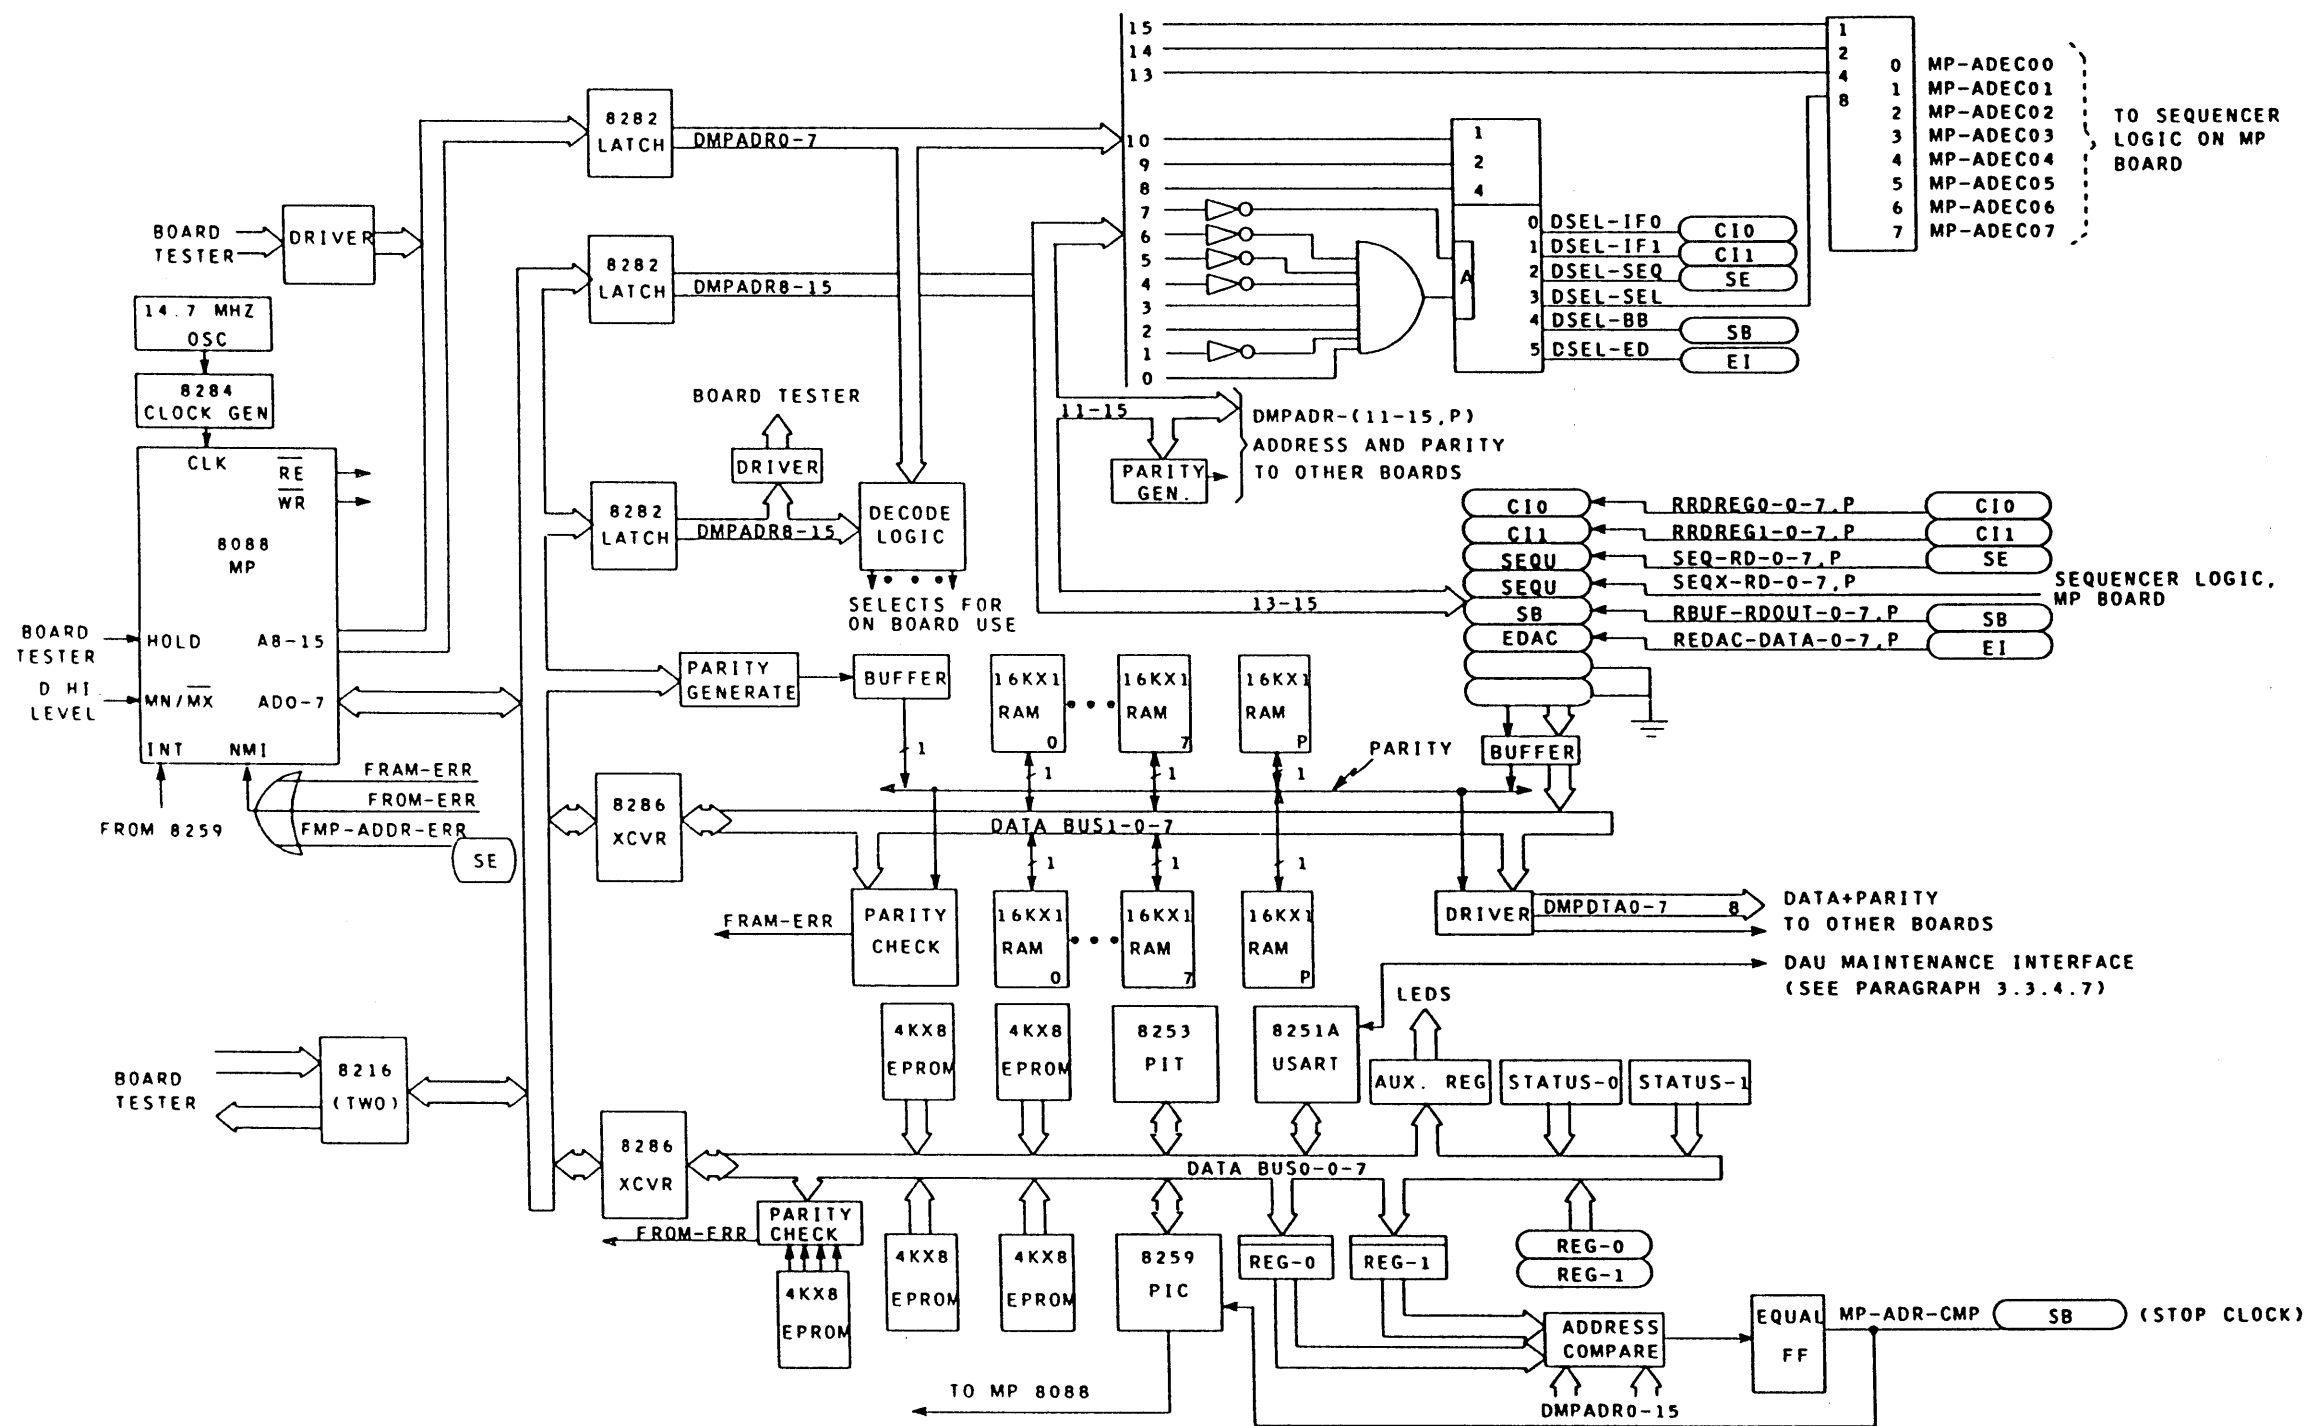 15
14
13
10
9
8
7
6
5
4
3
2
1
0
1
2
4
8
0 MP-ADEC00
1 MP-ADEC01
2 MP-ADEC02
3 MP-ADEC03
4 MP-ADEC04
5 MP-ADEC05
6 MP-ADEC06
7 MP-ADEC07
TO SEQUENCER
LOGIC ON MP
BOARD
8282
LATCH
DMPADR0-7
BOARD
TESTER
DRIVER
8282
LATCH
DMPADR8-15
1
2
4
A
0 DSEL-IF0 CI0
1 DSEL-IF1 CI1
2 DSEL-SEQ SE
3 DSEL-SEL
4 DSEL-BB SB
5 DSEL-ED EI
14.7 MHZ
OSC
8284
CLOCK GEN
BOARD TESTER
DRIVER
8282
LATCH
DMPADR8-15
DECODE
LOGIC
SELECTS FOR
ON BOARD USE
11-15
PARITY
GEN.
DMPADR-(11-15,P)
ADDRESS AND PARITY
TO OTHER BOARDS
CLK
RE
WR
8088
MP
BOARD
TESTER
HOLD
A8-15
D HI
LEVEL
MN/MX
AD0-7
INT
NMI
FROM 8259
FRAM-ERR
FROM-ERR
FMP-ADDR-ERR
SE
13-15
CI0 RRDREG0-0-7,P CI0
CI1 RRDREG1-0-7,P CI1
SEQU SEQ-RD-0-7,P SE
SEQU SEQX-RD-0-7,P
SEQUENCER LOGIC,
MP BOARD
SB RBUF-RDOUT-0-7,P SB
EDAC REDAC-DATA-0-7,P EI
BUFFER
PARITY
GENERATE
BUFFER
1
16KX1
RAM
0
16KX1
RAM
7
16KX1
RAM
P
1
1
1
PARITY
8286
XCVR
DATA BUS1-0-7
1
1
1
PARITY
CHECK
FRAM-ERR
16KX1
RAM
0
16KX1
RAM
7
16KX1
RAM
P
DRIVER
DMPDTA0-7 8
DATA+PARITY
TO OTHER BOARDS
DAU MAINTENANCE INTERFACE
(SEE PARAGRAPH 3.3.4.7)
BOARD
TESTER
8216
(TWO)
4KX8
EPROM
4KX8
EPROM
8253
PIT
8251A
USART
LEDS
AUX. REG
STATUS-0
STATUS-1
8286
XCVR
DATA BUS0-0-7
PARITY
CHECK
FROM-ERR
4KX8
EPROM
4KX8
EPROM
4KX8
EPROM
8259
PIC
REG-0
REG-1
REG-0
REG-1
ADDRESS
COMPARE
DMPADR0-15
EQUAL
FF
MP-ADR-CMP SB (STOP CLOCK)
TO MP 8088